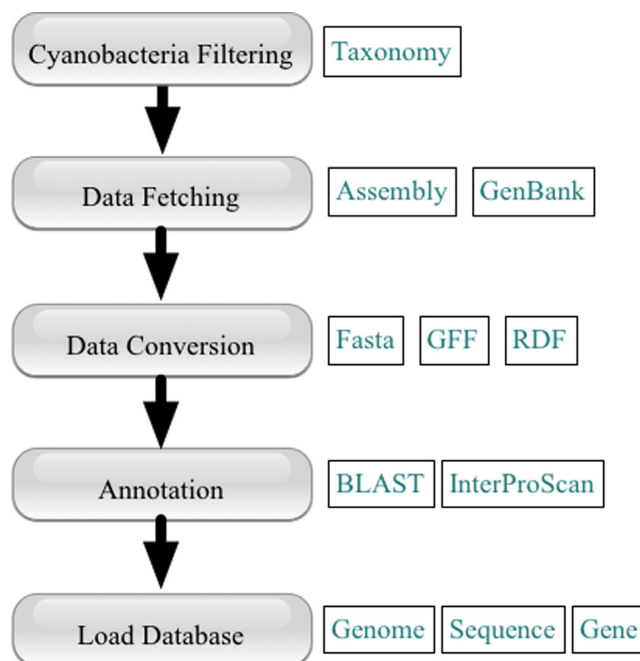 Cyanobacteria Filtering Taxonomy
Data Fetching Assembly GenBank
Data Conversion Fasta GFF RDF
Annotation BLAST InterProScan
Load Database Genome Sequence Gene